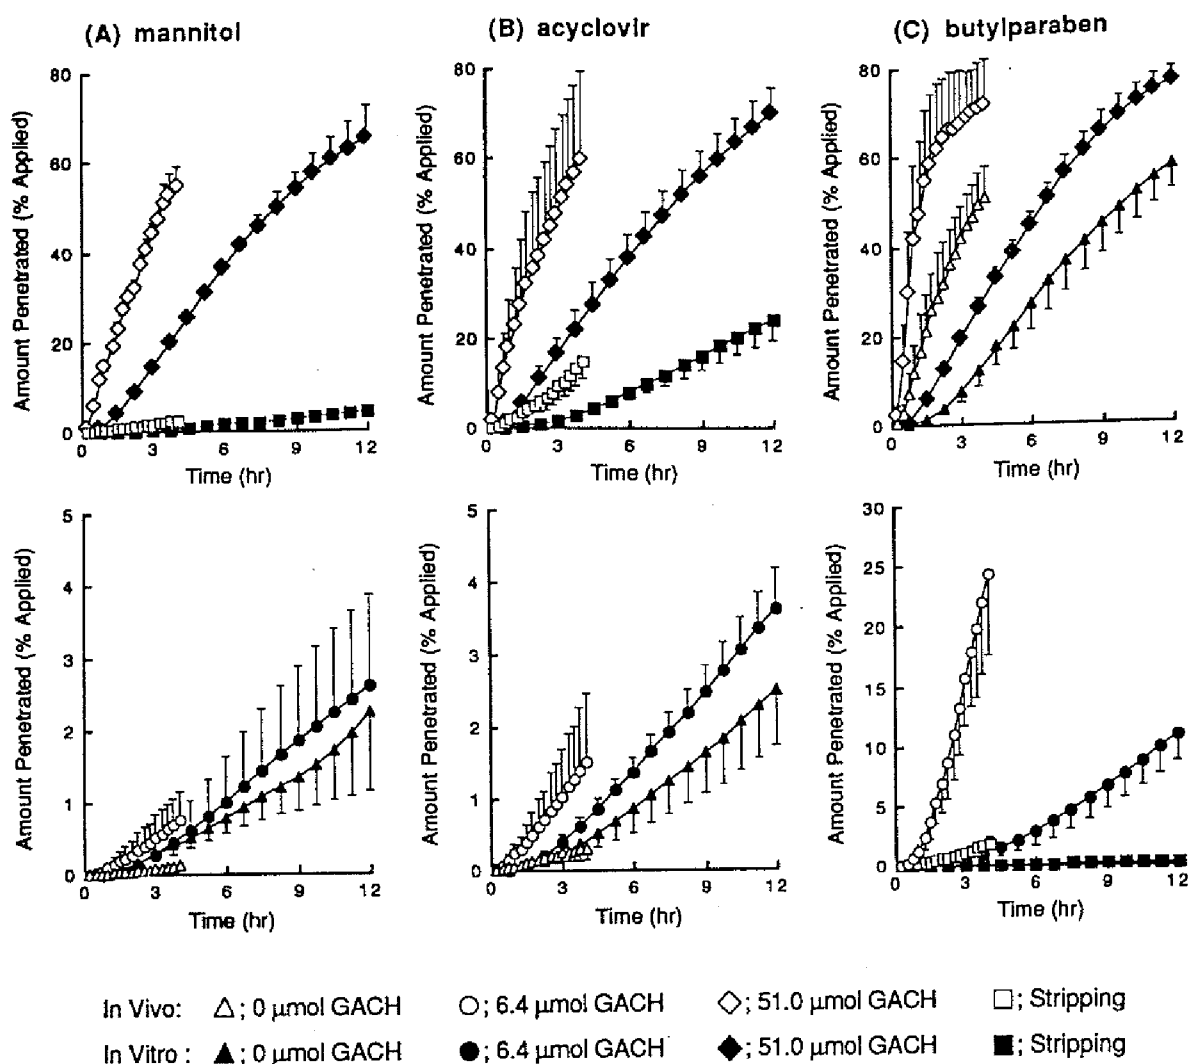 (A) mannitol
(B) acyclovir
(C) butylparaben
Amount Penetrated (% Applied)
80
60
40
20
0
0 3 6 9 12
Time (hr)
Amount Penetrated (% Applied)
80
60
40
20
0
0 3 6 9 12
Time (hr)
Amount Penetrated (% Applied)
80
60
40
20
0
0 3 6 9 12
Time (hr)
Amount Penetrated (% Applied)
5
4
3
2
1
0
0 3 6 9 12
Time (hr)
Amount Penetrated (% Applied)
5
4
3
2
1
0
0 3 6 9 12
Time (hr)
Amount Penetrated (% Applied)
30
25
20
15
10
5
0
0 3 6 9 12
Time (hr)
In Vivo: △; 0 µmol GACH ○; 6.4 µmol GACH ◇; 51.0 µmol GACH □; Stripping
In Vitro : ▲; 0 µmol GACH ●; 6.4 µmol GACH ◆; 51.0 µmol GACH ■; Stripping